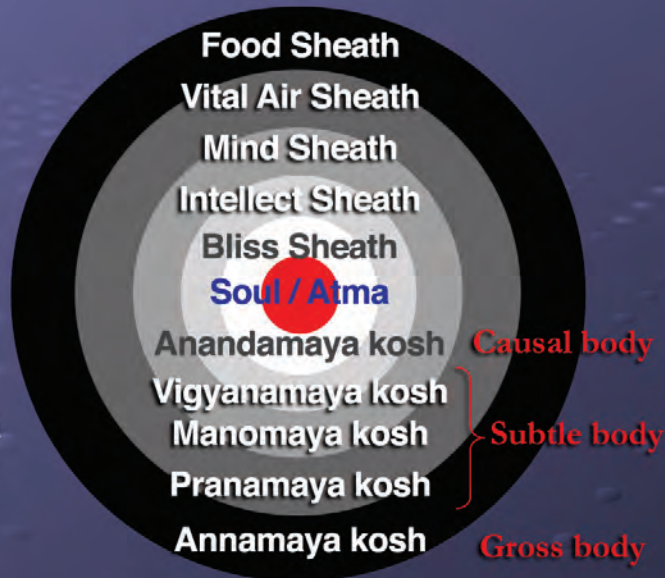 Food Sheath
Vital Air Sheath
Mind Sheath
Intellect Sheath
Bliss Sheath
Soul / Atma
Anandamaya kosh Causal body
Vigyanamaya kosh
Manomaya kosh Subtle body
Pranamaya kosh
Annamaya kosh Gross body